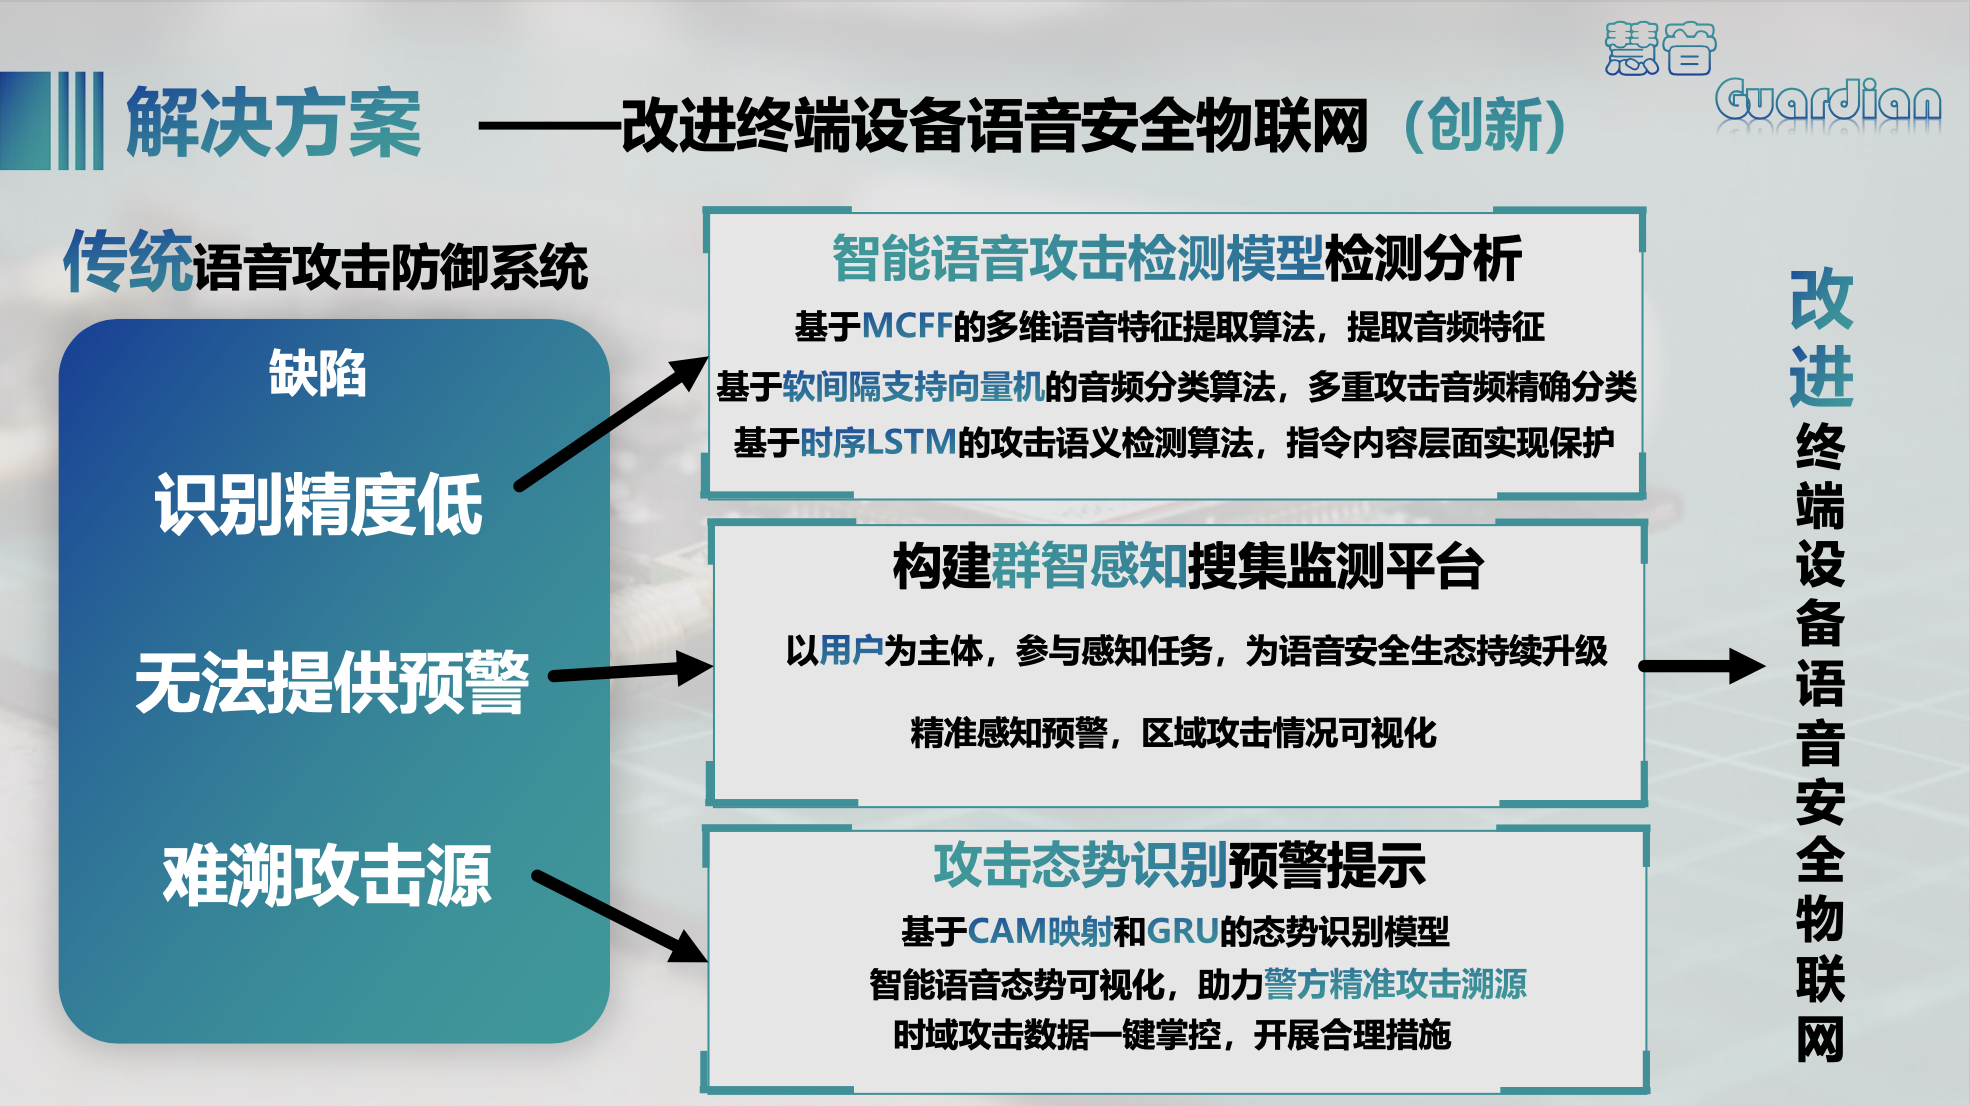 慧音
Guardian
解决方案 ——改进终端设备语音安全物联网（创新）
传统语音攻击防御系统
缺陷
识别精度低
无法提供预警
难溯攻击源
智能语音攻击检测模型检测分析
基于MCFF的多维语音特征提取算法，提取音频特征
基于软间隔支持向量机的音频分类算法，多重攻击音频精确分类
基于时序LSTM的攻击语义检测算法，指令内容层面实现保护
构建群智感知搜集监测平台
以用户为主体，参与感知任务，为语音安全生态持续升级
精准感知预警，区域攻击情况可视化
攻击态势识别预警提示
基于CAM映射和GRU的态势识别模型
智能语音态势可视化，助力警方精准攻击溯源
时域攻击数据一键掌控，开展合理措施
改进终端设备语音安全物联网